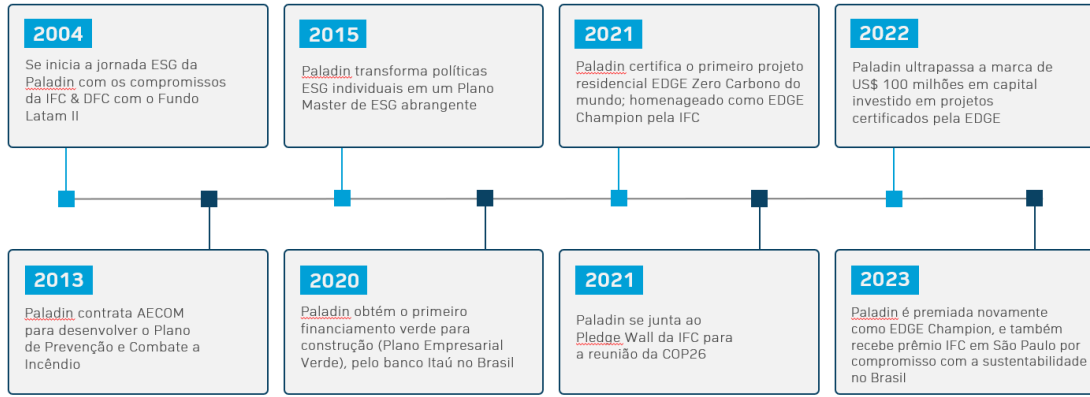 2004
Se inicia a jornada ESG da
Paladin com os compromissos
da IFC & DFC com o Fundo
Latam II
2015
Paladin transforma políticas
ESG individuais em um Plano
Master de ESG abrangente
2021
Paladin certifica o primeiro projeto
residencial EDGE Zero Carbono do
mundo; homenageado como EDGE
Champion pela IFC
2022
Paladin ultrapassa a marca de
US$ 100 milhões em capital
investido em projetos
certificados pela EDGE
2013
Paladin contrata AECOM
para desenvolver o Plano
de Prevenção e Combate a
Incêndio
2020
Paladin obtém o primeiro
financiamento verde para
construção (Plano Empresarial
Verde), pelo banco Itaú no Brasil
2021
Paladin se junta ao
Pledge Wall da IFC para
a reunião da COP26
2023
Paladin é premiada novamente
como EDGE Champion, e também
recebe prêmio IFC em São Paulo por
compromisso com a sustentabilidade
no Brasil